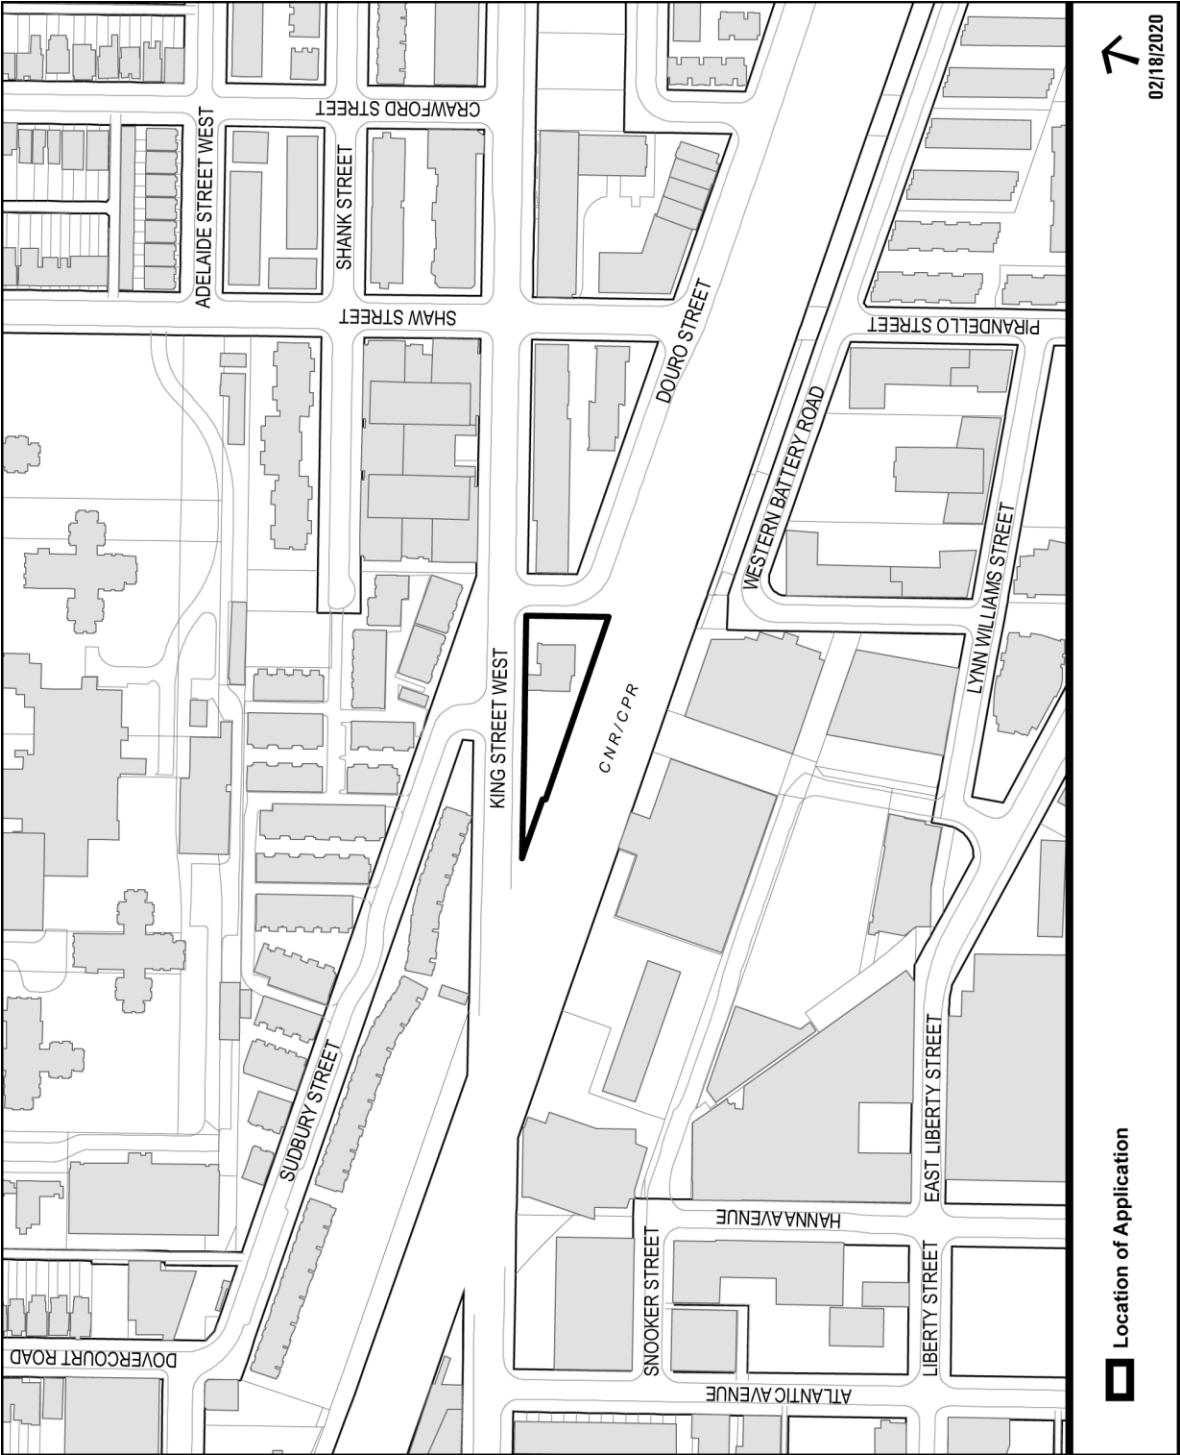 CRAWFORD STREET
ADELAIDE STREET WEST
SHANK STREET
SHAW STREET
DOURO STREET
PIRANDELLO STREET
WESTERN BATTERY ROAD
LYNN WILLIAMS STREET
KING STREET WEST
CNR/CPR
SUDBURY STREET
EAST LIBERTY STREET
HANNA AVENUE
SNOOKER STREET
LIBERTY STREET
DOVERCOURT ROAD
ATLANTIC AVENUE
Location of Application
02/18/2020